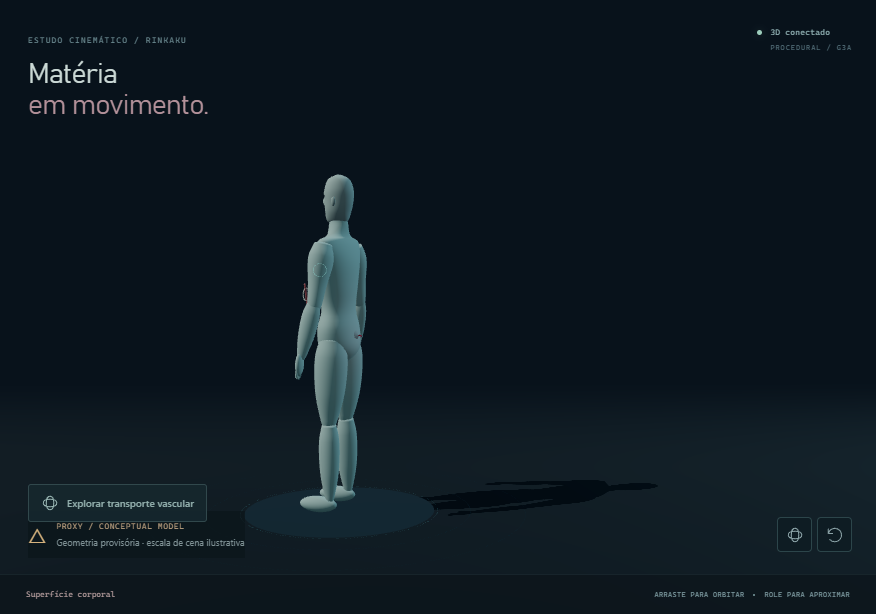 ESTUDO CINEMÁTICO / RINKAKU
Matéria
em movimento.
3D conectado
PROCEDURAL / G3A
Explorar transporte vascular
PROXY / CONCEPTUAL MODEL
Geometria provisória · escala de cena ilustrativa
Superfície corporal
ARRASTE PARA ORBITAR · ROLE PARA APROXIMAR